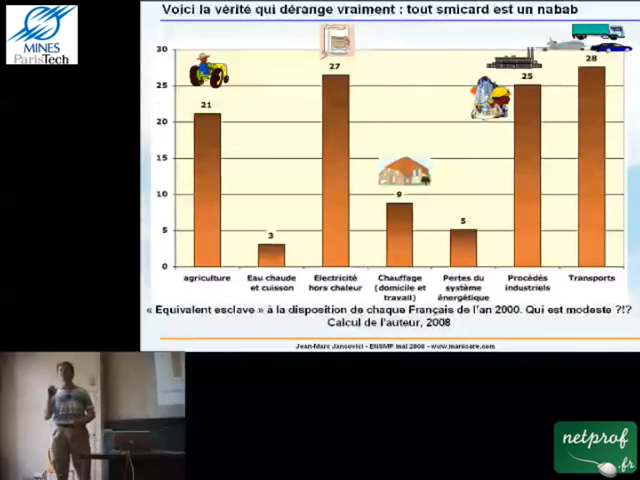 Voici la vérité qui dérange vraiment : tout smicard est un nabab
MINES
ParisTech
30
25
20
15
10
5
0
21
3
27
9
5
25
28
agriculture
Eau chaude
et cuisson
Electricité
hors chaleur
Chauffage
(domicile et
travail)
Pertes du
système
énergétique
Procédés
industriels
Transports
« Equivalent esclave » à la disposition de chaque Français de l'an 2000. Qui est modeste ?!?
Calcul de l'auteur, 2008
Jean-Marc Jancovici - ENSMP mai 2008 - www.manicore.com
netprof
.fr